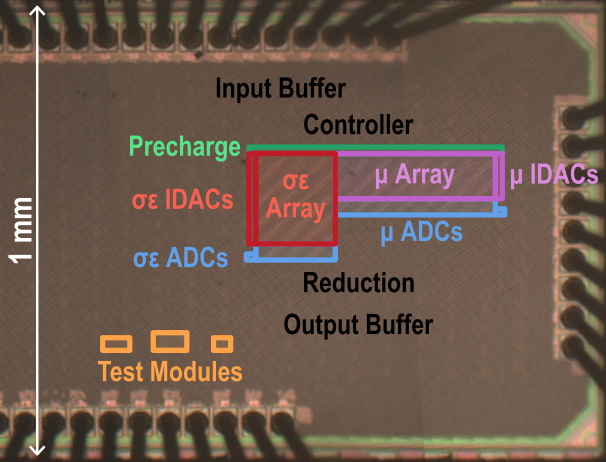 Input Buffer
Controller
Precharge
σε IDACs
σε
Array
μ Array
μ IDACs
σε ADCs
μ ADCs
Reduction
Output Buffer
Test Modules
1 mm